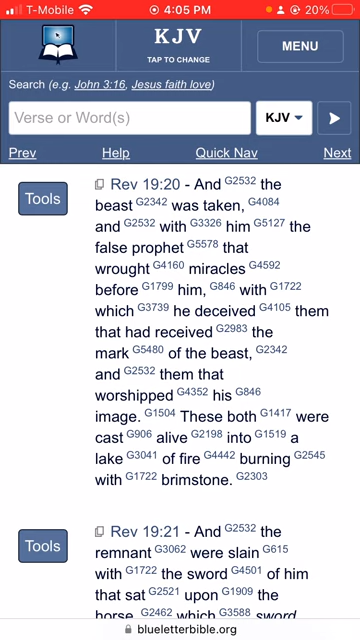 T-Mobile 4:05 PM 20%
KJV
TAP TO CHANGE
MENU
Search (e.g. John 3:16, Jesus faith love)
Verse or Word(s)
KJV
Prev Help Quick Nav Next
Tools
Rev 19:20 - And G2532 the
beast G2342 was taken, G4084
and G2532 with G3326 him G5127 the
false prophet G5578 that
wrought G4160 miracles G4592
before G1799 him, G846 with G1722
which G3739 he deceived G4105 them
that had received G2983 the
mark G5480 of the beast, G2342
and G2532 them that
worshipped G4352 his G846
image. G1504 These both G1417 were
cast G906 alive G2198 into G1519 a
lake G3041 of fire G4442 burning G2545
with G1722 brimstone. G2303
Tools
Rev 19:21 - And G2532 the
remnant G3062 were slain G615
with G1722 the sword G4501 of him
that sat G2521 upon G1909 the
horse, G2462 which G3588 sword
blueletterbible.org